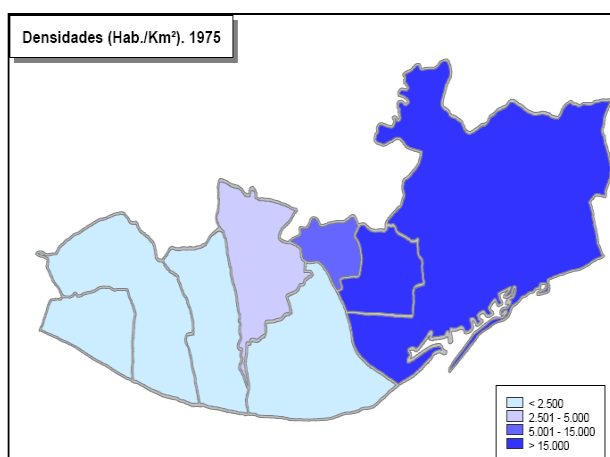 Densidades (Hab./Km²). 1975
< 2.500
2.501 - 5.000
5.001 - 15.000
> 15.000